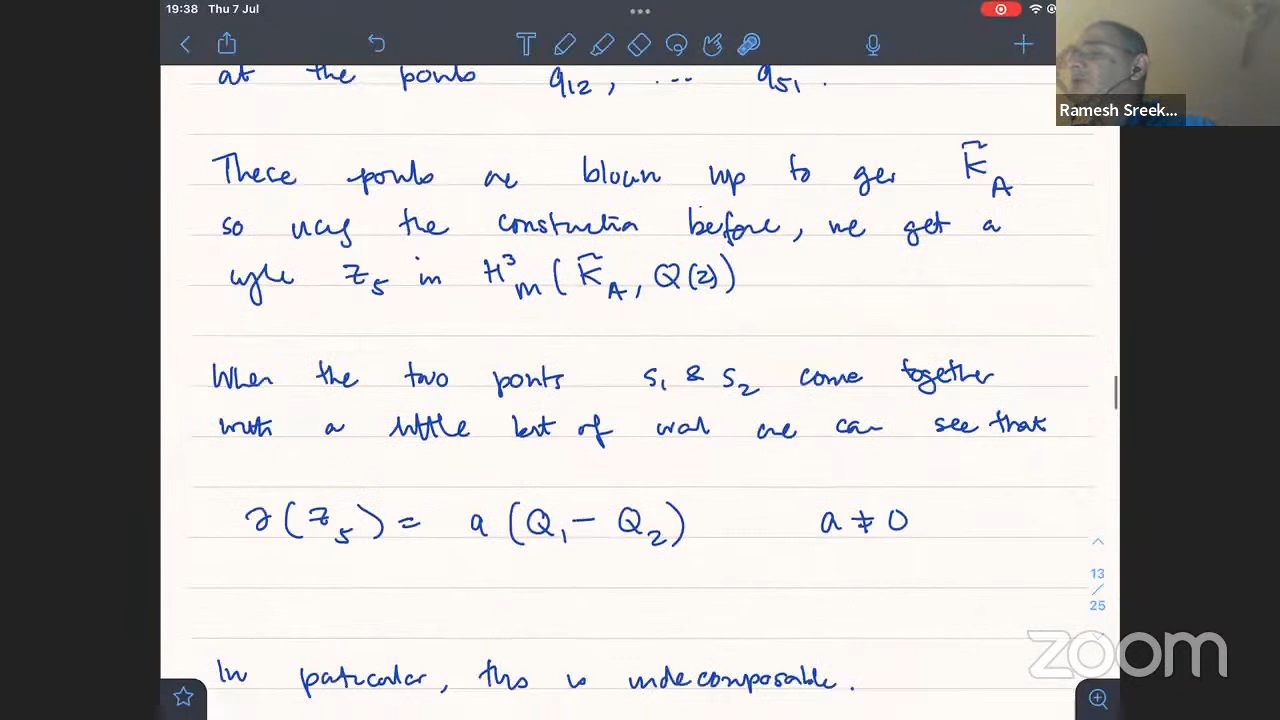 19:38 Thu 7 Jul
Ramesh Sreek...
at the points q₁₂, ... q₅₁.
These points are blown up to get K̃_A
so using the construction before, we get a
cycle Z₅ in H³_M(K̃_A, Q(2))
When the two points s₁ & s₂ come together
with a little bit of work one can see that
∂(Z₅) = a(Q₁ - Q₂) a ≠ 0
13
/
25
In particular, this is indecomposable.
zoom